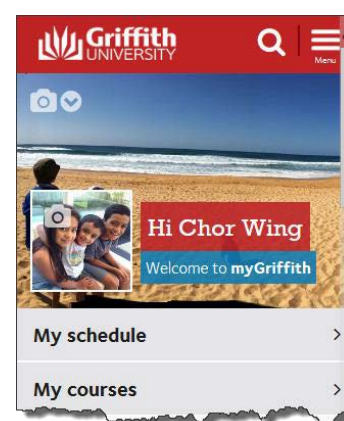 Griffith
UNIVERSITY
Menu
Hi Chor Wing
Welcome to myGriffith
My schedule
My courses